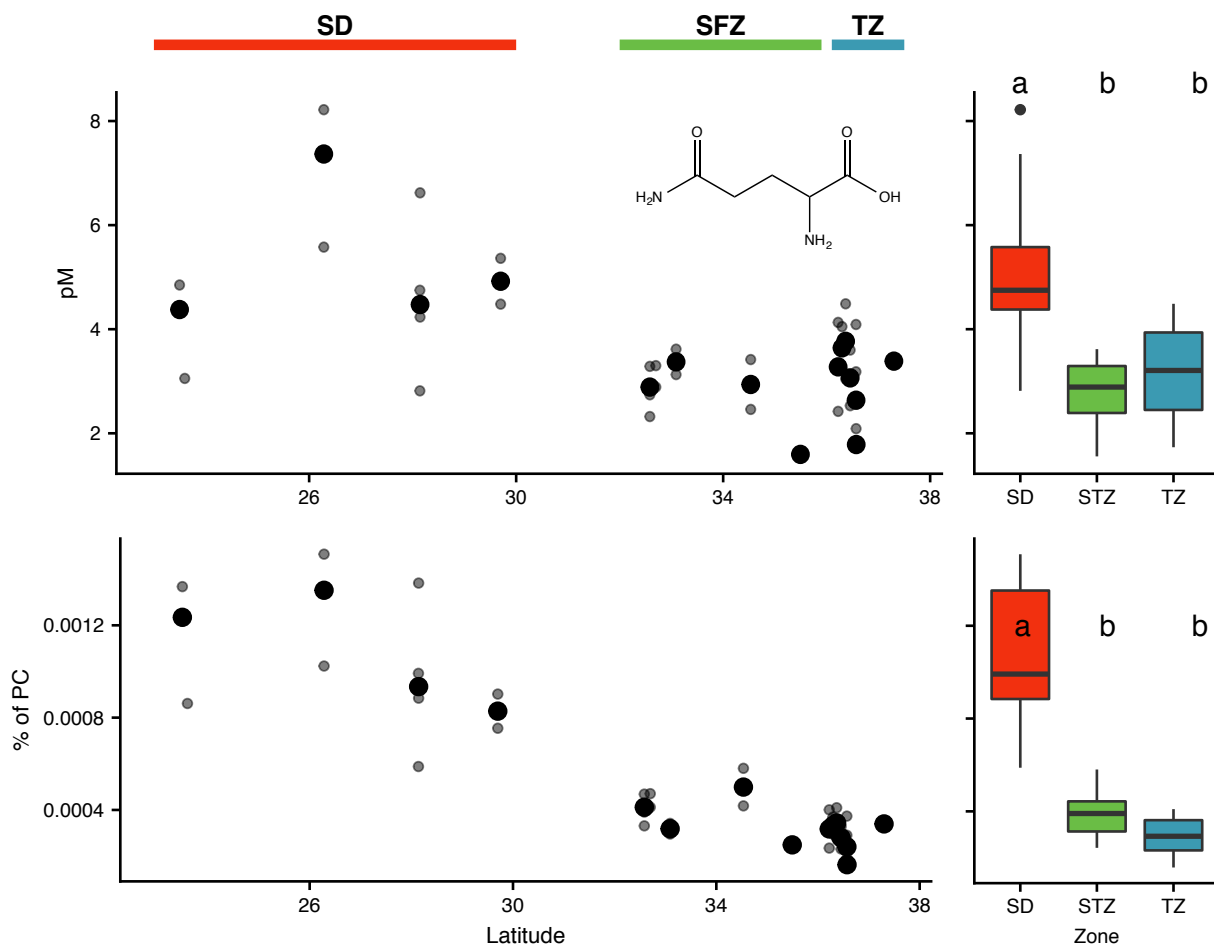 SD SFZ TZ
a b b
8
6
4
2
pM
O O
H₂N OH
NH₂
26 30 34 38
SD STZ TZ
0.0012
0.0008
0.0004
% of PC
a b b
26 30 34 38
SD STZ TZ
Latitude
Zone